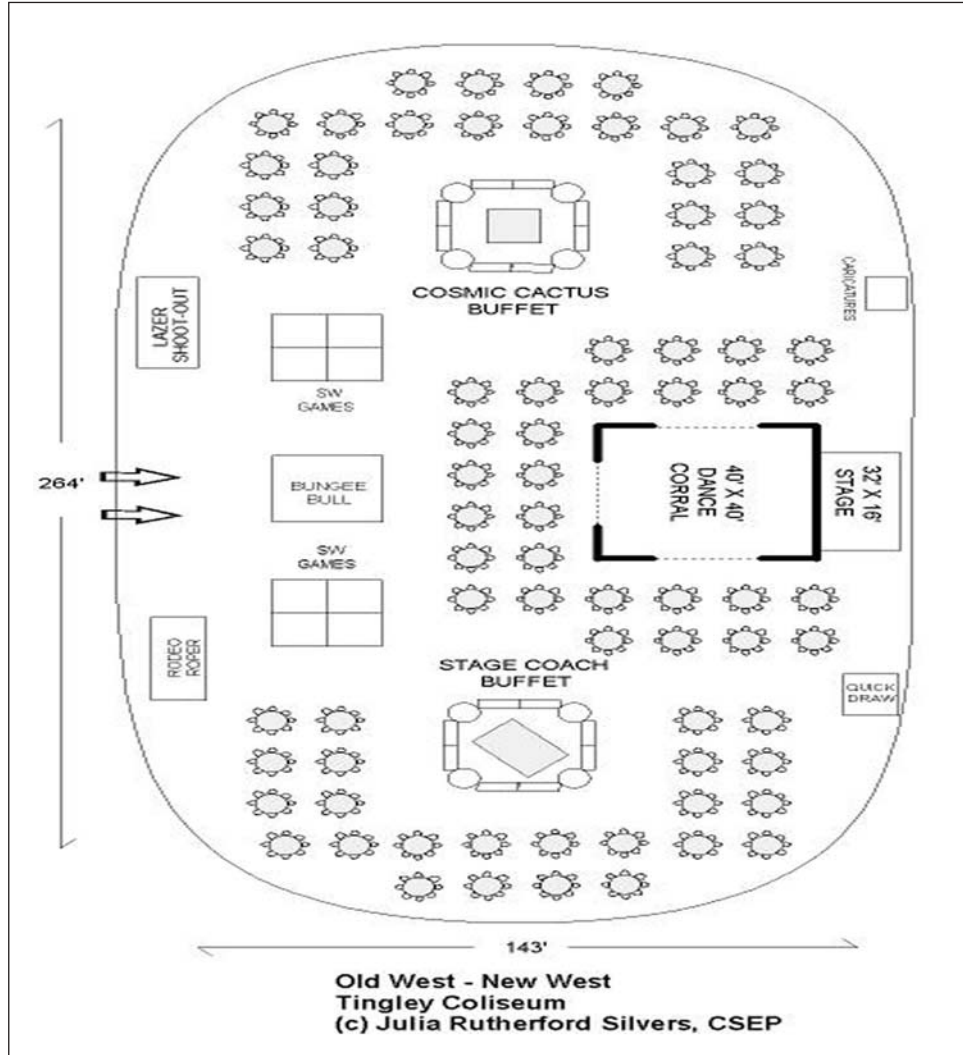 COSMIC CACTUS
BUFFET
CARICATURES
LAZER
SHOOT-OUT
SW
GAMES
264'
BUNGEE
BULL
40' X 40'
DANCE
CORRAL
32' X 16'
STAGE
SW
GAMES
RODEO
ROPER
STAGE COACH
BUFFET
QUICK
DRAW
143'
Old West - New West
Tingley Coliseum
(c) Julia Rutherford Silvers, CSEP